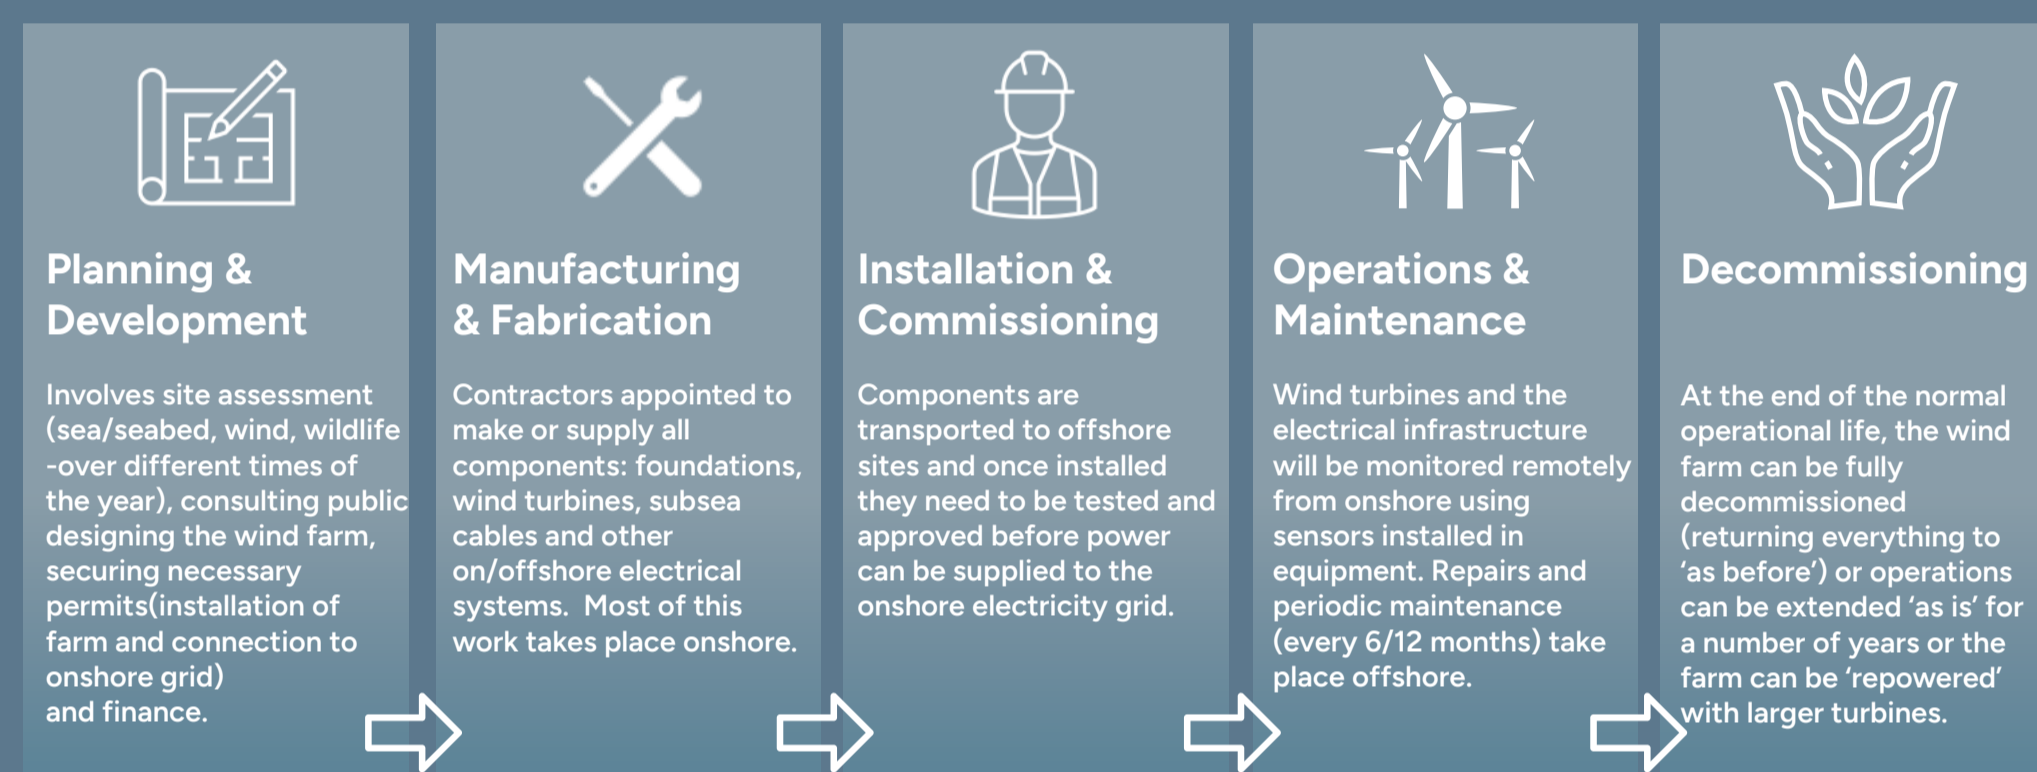 Planning &
Development
Involves site assessment
(sea/seabed, wind, wildlife
-over different times of
the year), consulting public
designing the wind farm,
securing necessary
permits(installation of
farm and connection to
onshore grid)
and finance.
Manufacturing
& Fabrication
Contractors appointed to
make or supply all
components: foundations,
wind turbines, subsea
cables and other
on/offshore electrical
systems.  Most of this
work takes place onshore.
Installation &
Commissioning
Components are
transported to offshore
sites and once installed
they need to be tested and
approved before power
can be supplied to the
onshore electricity grid.
Operations &
Maintenance
Wind turbines and the
electrical infrastructure
will be monitored remotely
from onshore using
sensors installed in
equipment. Repairs and
periodic maintenance
(every 6/12 months) take
place offshore.
Decommissioning
At the end of the normal
operational life, the wind
farm can be fully
decommissioned
(returning everything to
‘as before’) or operations
can be extended ‘as is’ for
a number of years or the
farm can be ‘repowered’
with larger turbines.